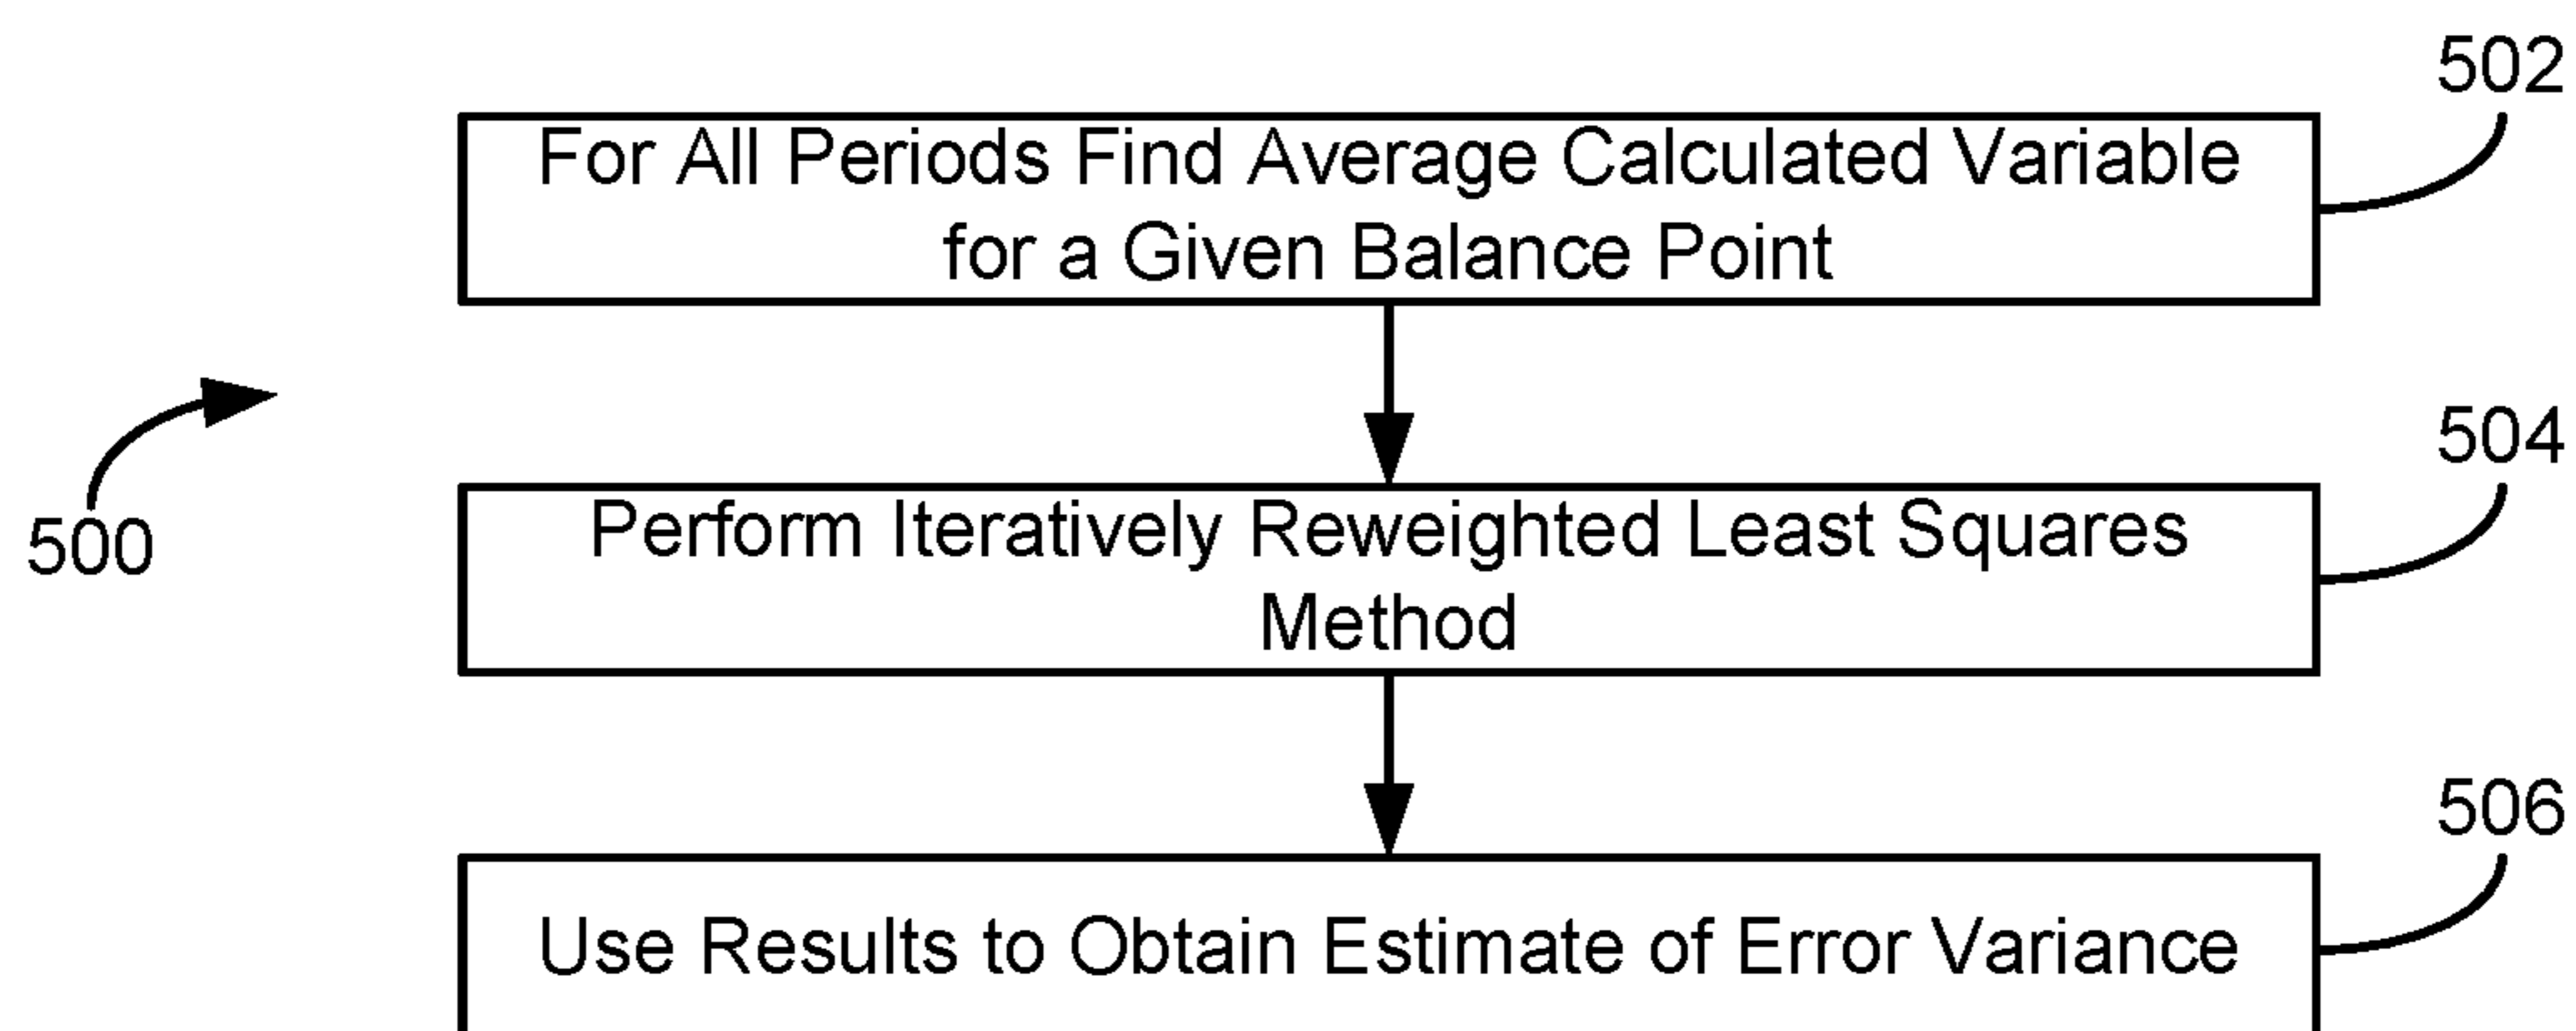 502
For All Periods Find Average Calculated Variable
for a Given Balance Point
500
504
Perform Iteratively Reweighted Least Squares
Method
506
Use Results to Obtain Estimate of Error Variance